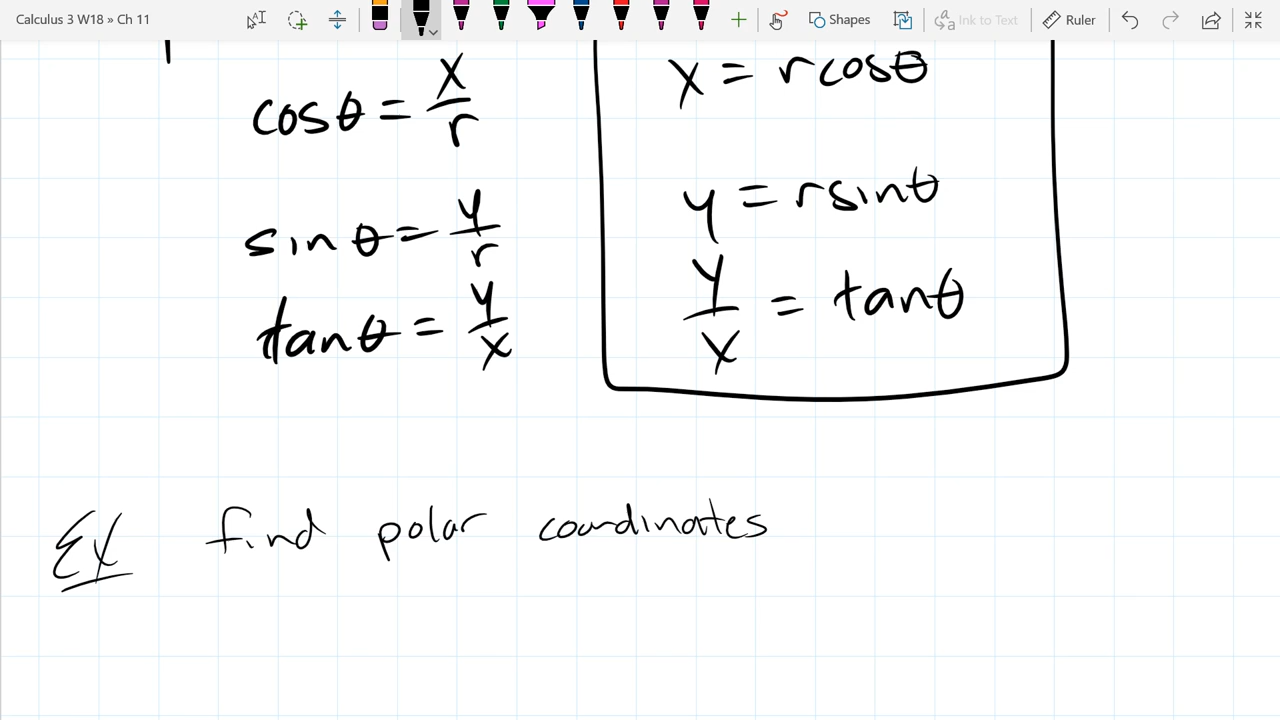 Calculus 3 W18 » Ch 11
Shapes
Ink to Text
Ruler
cosθ = x/r
x = rcosθ
sinθ = y/r
y = rsinθ
tanθ = y/x
y/x = tanθ
EX find polar coordinates